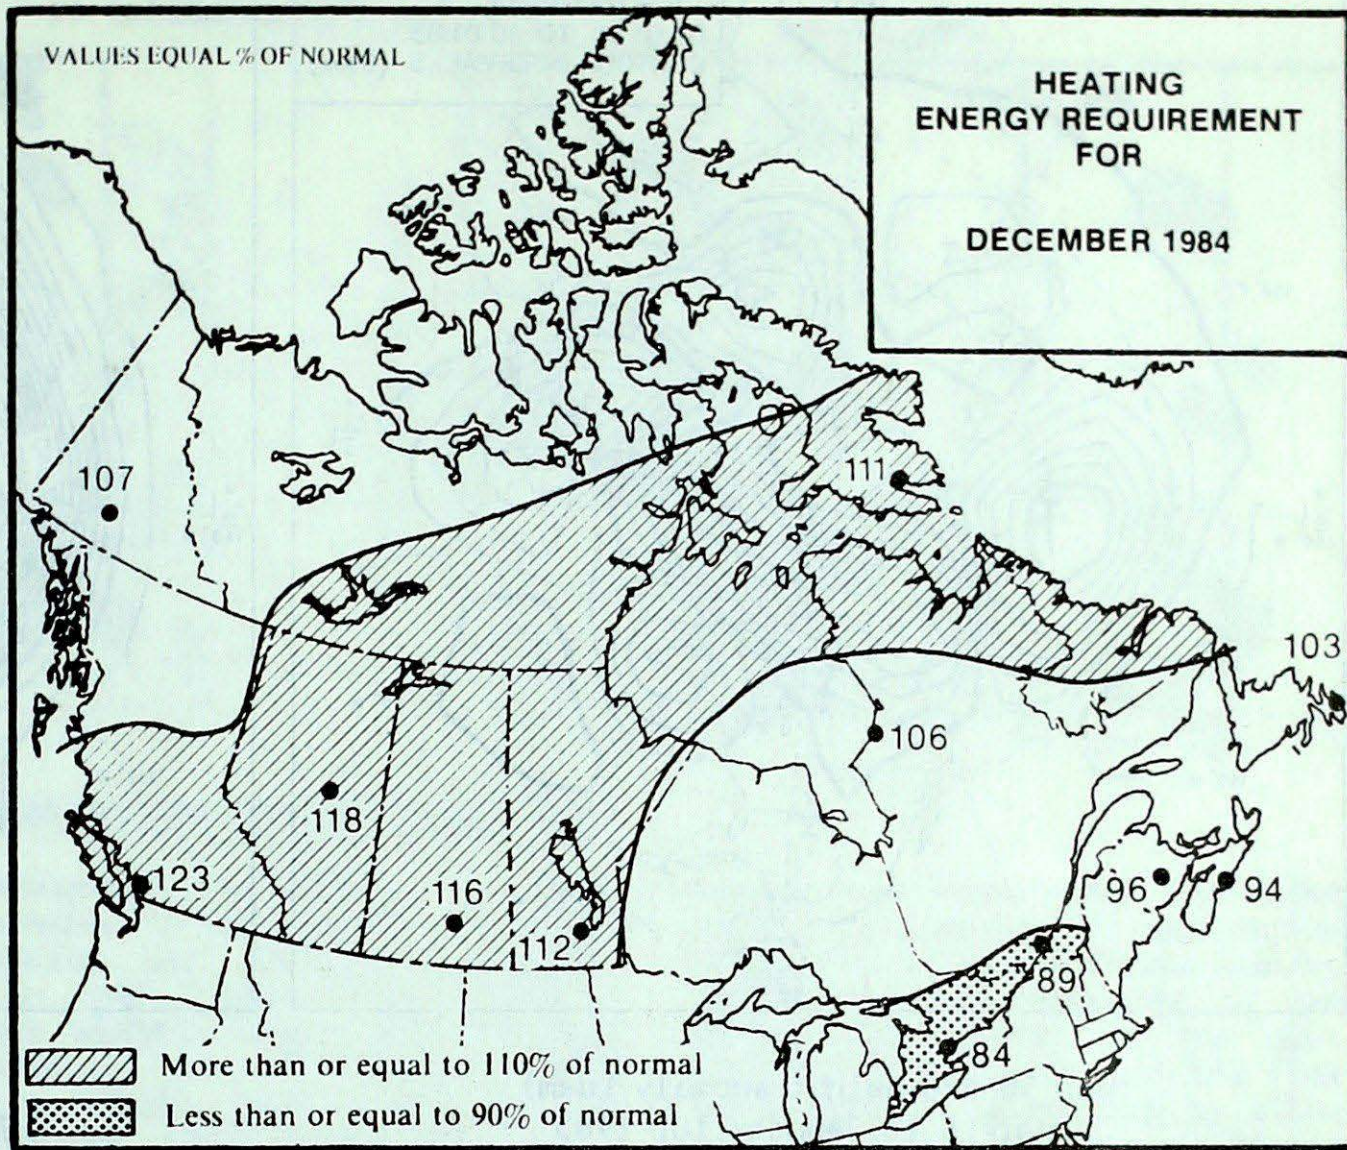 VALUES EQUAL % OF NORMAL
HEATING
ENERGY REQUIREMENT
FOR
DECEMBER 1984
107
111
103
106
118
123
116
112
96
94
89
84
More than or equal to 110% of normal
Less than or equal to 90% of normal